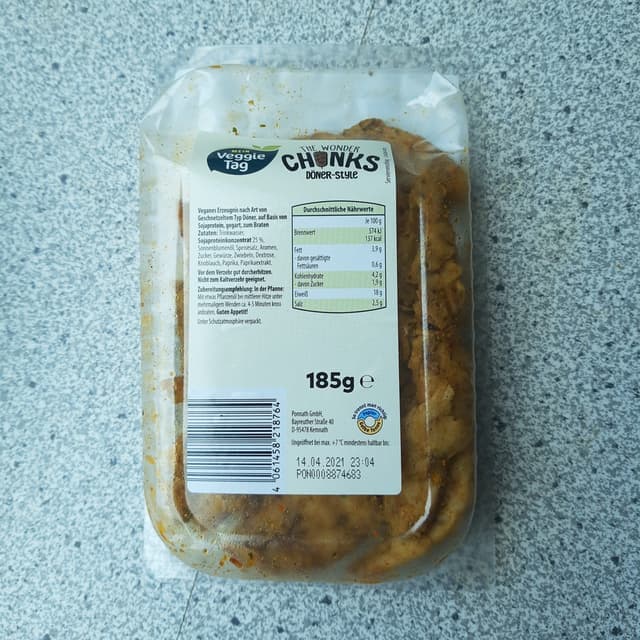 MEIN
Veggie
Tag
THE WONDER
CHUNKS
DÖNER-STYLE
Veganes Erzeugnis nach Art von
Geschnetzeltem Typ Döner, auf Basis von
Sojaprotein, gegart, zum Braten
Zutaten: Trinkwasser,
Sojaproteinkonzentrat 25 %,
Sonnenblumenöl, Speisesalz, Aromen,
Zucker, Gewürze, Zwiebeln, Dextrose,
Knoblauch, Paprika, Paprikaextrakt.
Vor dem Verzehr gut durcherhitzen.
Nicht zum Kaltverzehr geeignet.
Zubereitungsempfehlung: In der Pfanne:
Mit etwas Pflanzenöl bei mittlerer Hitze unter
mehrmaligem Wenden ca. 4-5 Minuten kross
anbraten. Guten Appetit!
Unter Schutzatmosphäre verpackt.
Durchschnittliche Nährwerte
Je 100 g
Brennwert 574 kJ
137 kcal
Fett 3,9 g
- davon gesättigte
Fettsäuren 0,6 g
Kohlenhydrate 4,2 g
- davon Zucker 1,9 g
Eiweiß 18 g
Salz 2,5 g
185g e
4 061458 218764
Ponnath GmbH,
Bayreuther Straße 40
D-95478 Kemnath
Ungeöffnet bei max. +7 °C mindestens haltbar bis:
14.04.2021 23:04
PON0008874683